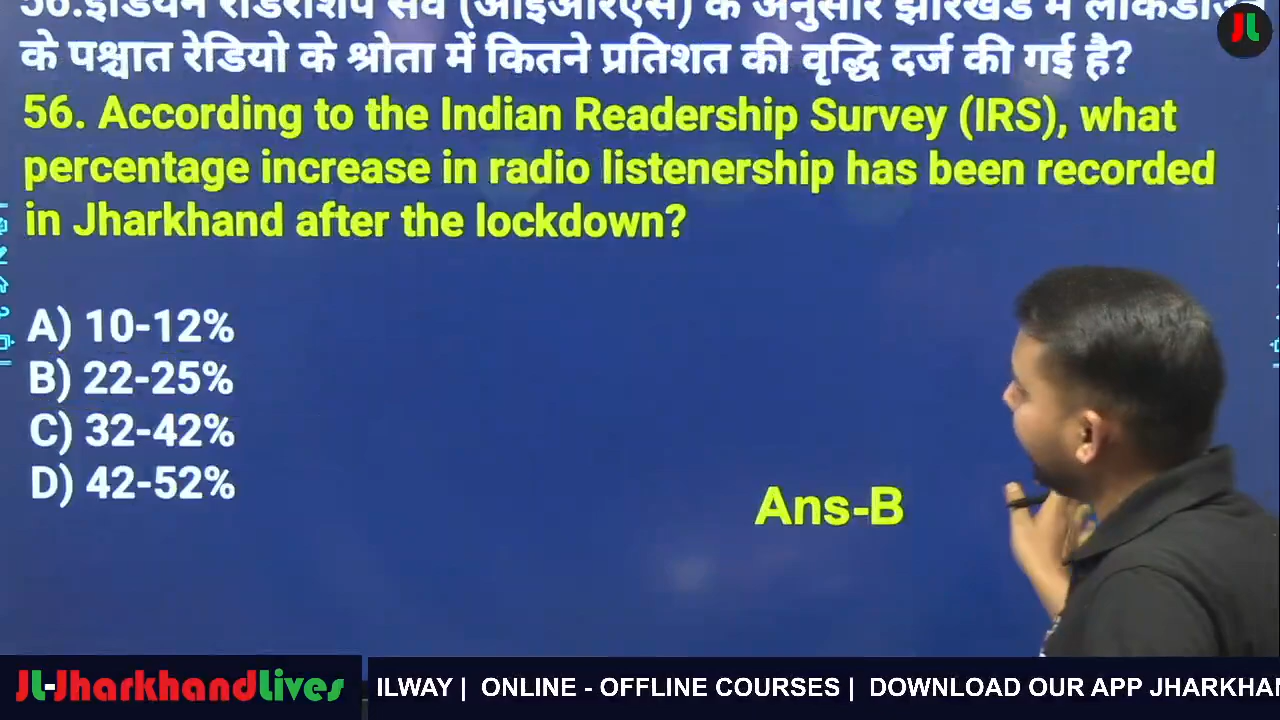 के पश्चात रेडियो के श्रोता में कितने प्रतिशत की वृद्धि दर्ज की गई है?
56. According to the Indian Readership Survey (IRS), what
percentage increase in radio listenership has been recorded
in Jharkhand after the lockdown?
A) 10-12%
B) 22-25%
C) 32-42%
D) 42-52%
Ans-B
JL
JL-JharkhandLives
ILWAY | ONLINE - OFFLINE COURSES | DOWNLOAD OUR APP JHARKHAN